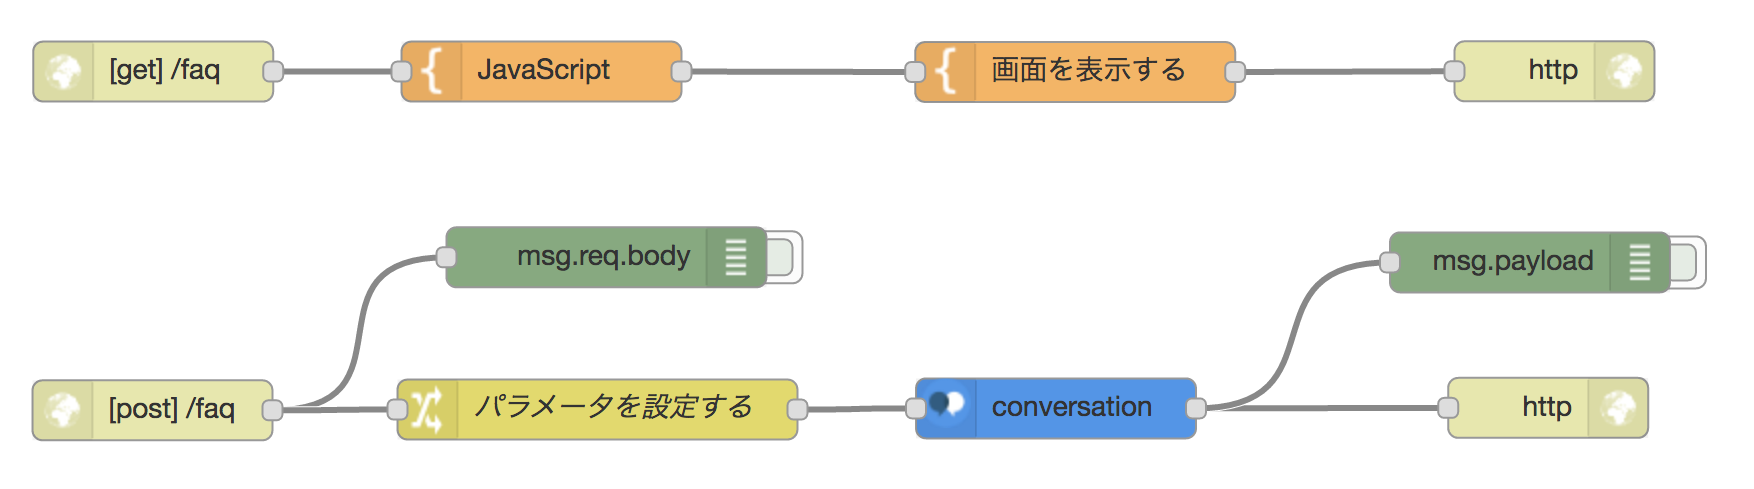 [get] /faq
JavaScript
画面を表示する
http
msg.req.body
msg.payload
[post] /faq
パラメータを設定する
conversation
http